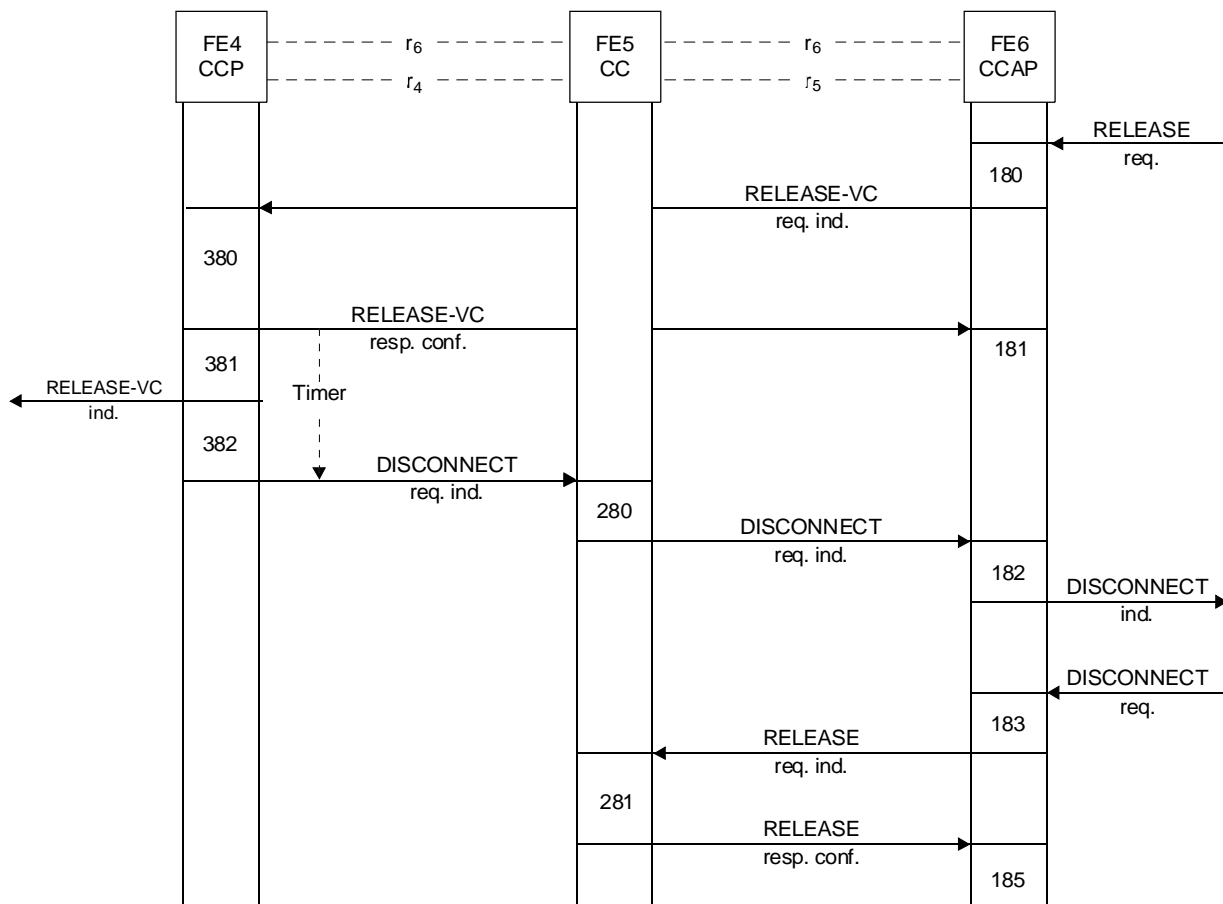 FE4
CCP
r6
r4
FE5
CC
r6
r5
FE6
CCAP
RELEASE
req.
180
RELEASE-VC
req. ind.
380
RELEASE-VC
resp. conf.
381
181
RELEASE-VC
ind.
Timer
382
DISCONNECT
req. ind.
280
DISCONNECT
req. ind.
182
DISCONNECT
ind.
DISCONNECT
req.
183
RELEASE
req. ind.
281
RELEASE
resp. conf.
185